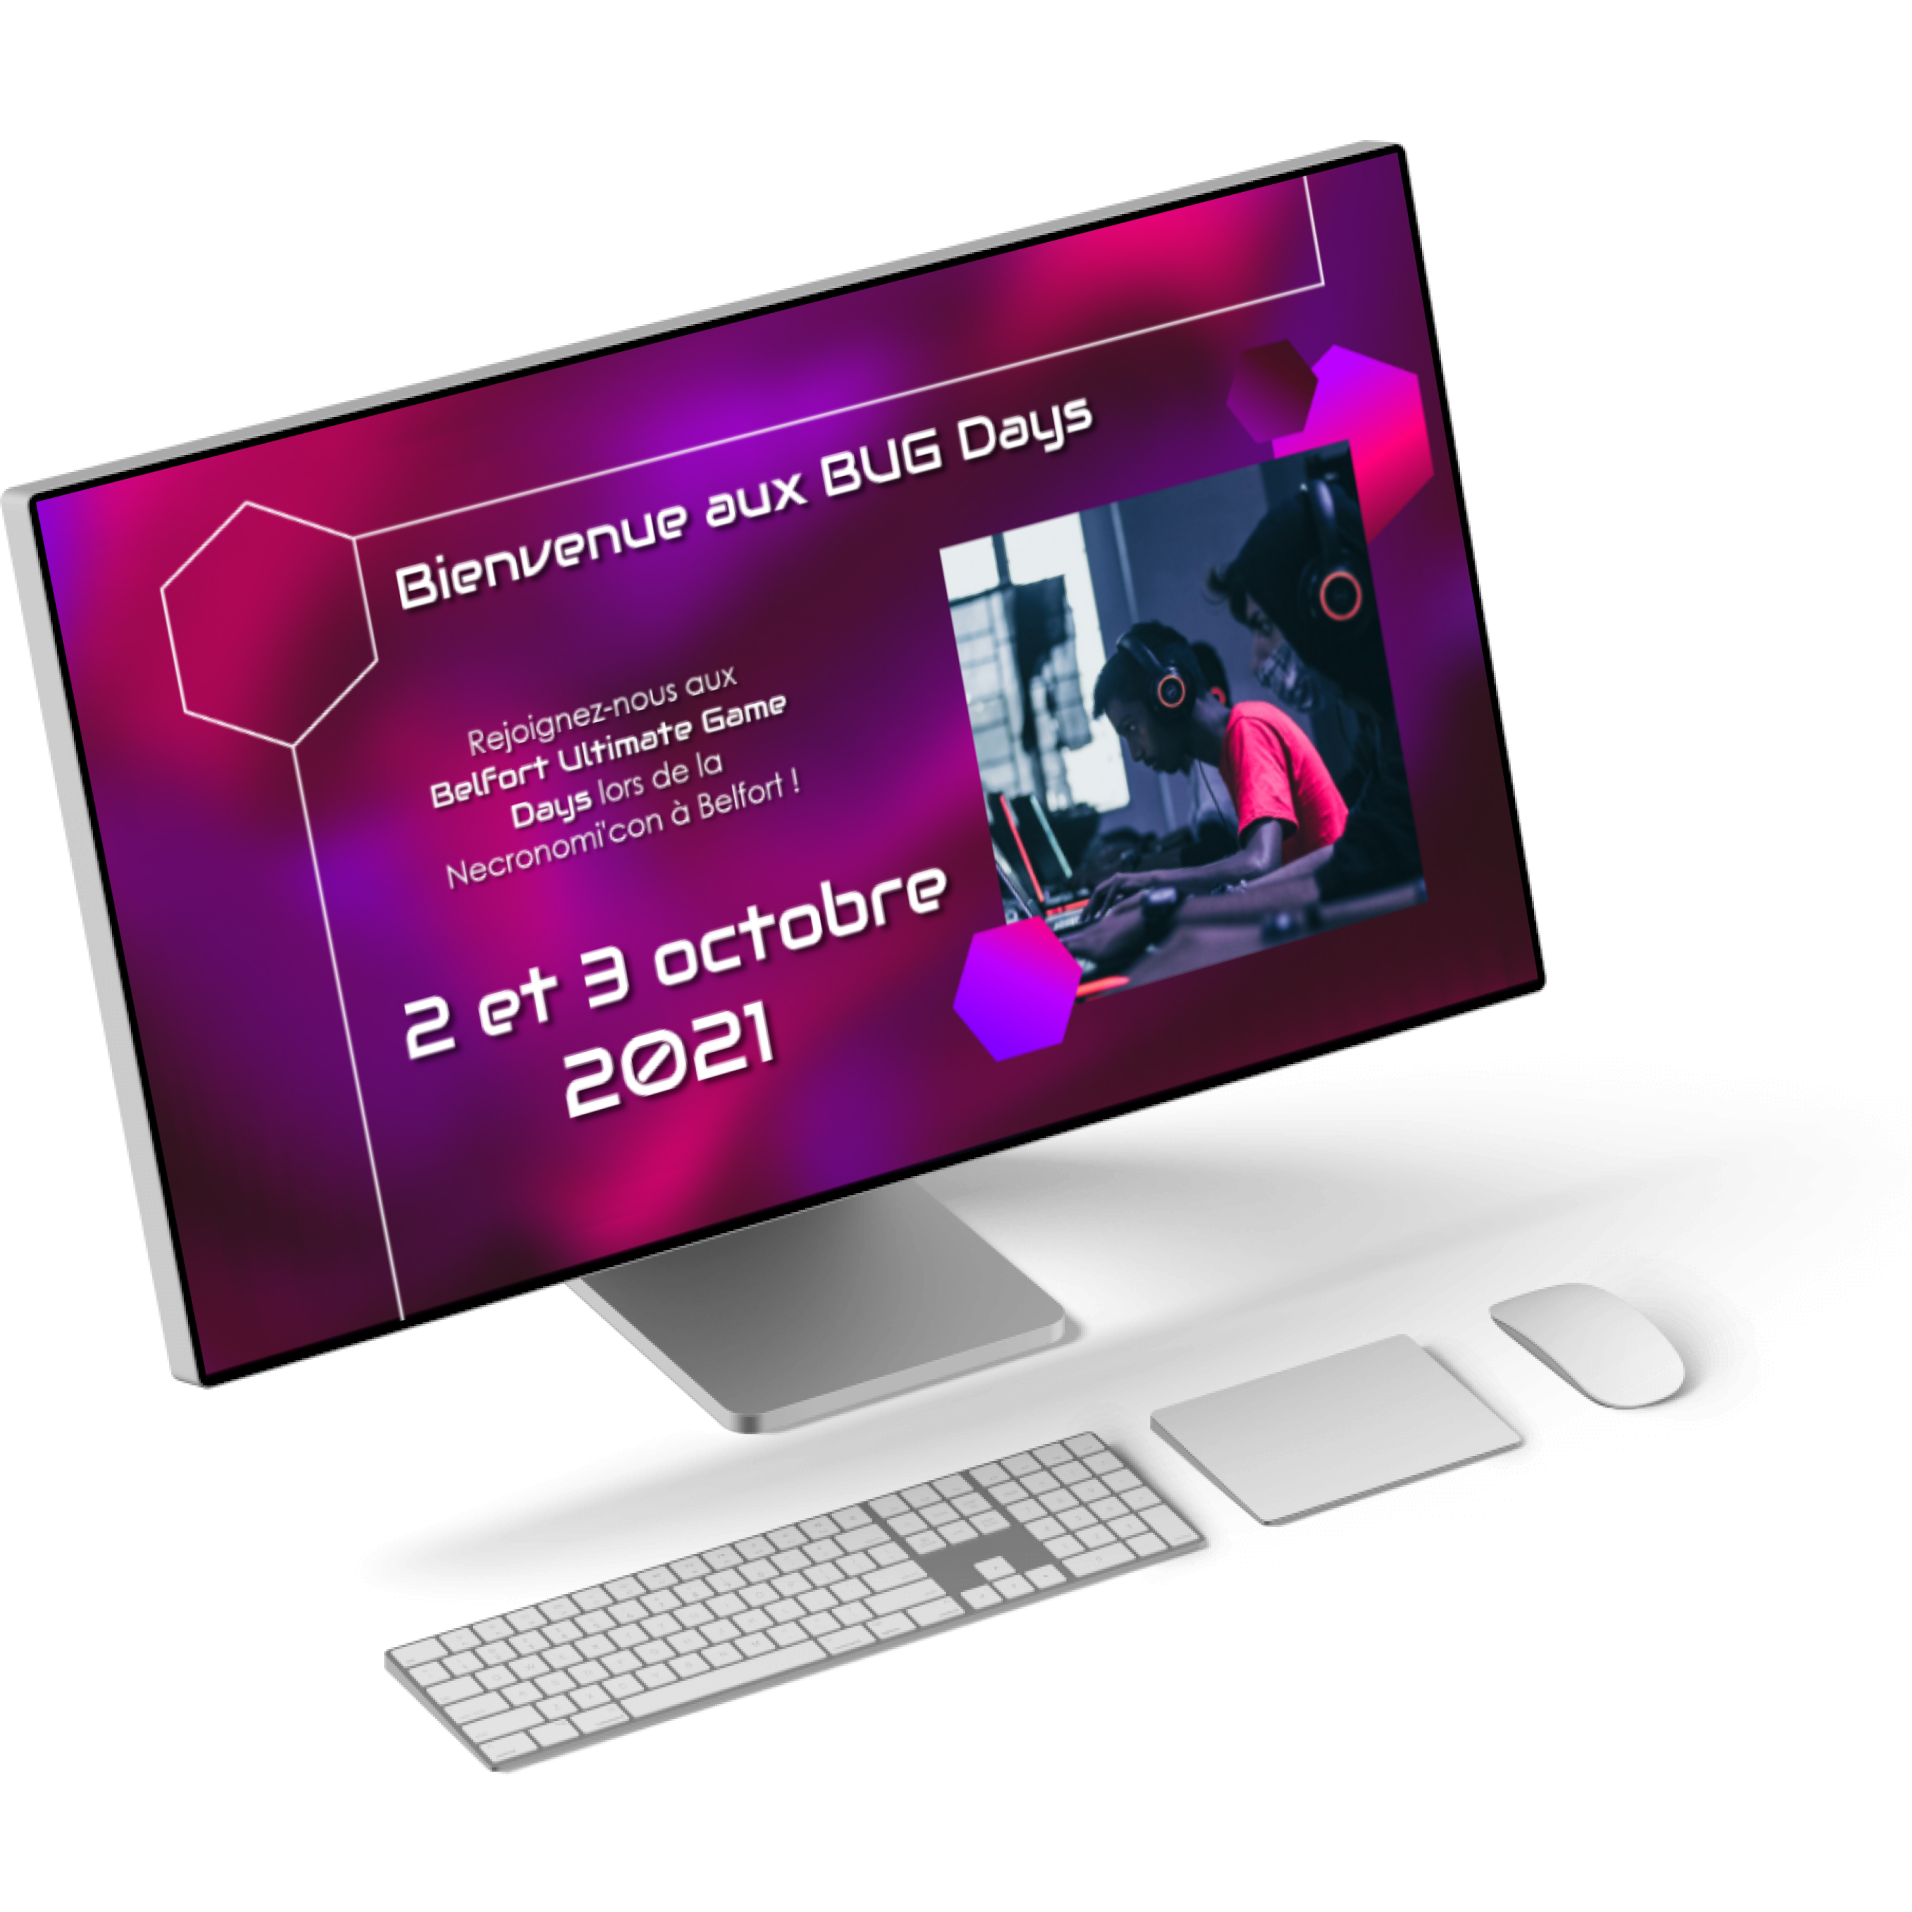 Bienvenue aux BUG Days
Rejoignez-nous aux
Belfort Ultimate Game
Days lors de la
Necronomi'con à Belfort !
2 et 3 octobre
2021